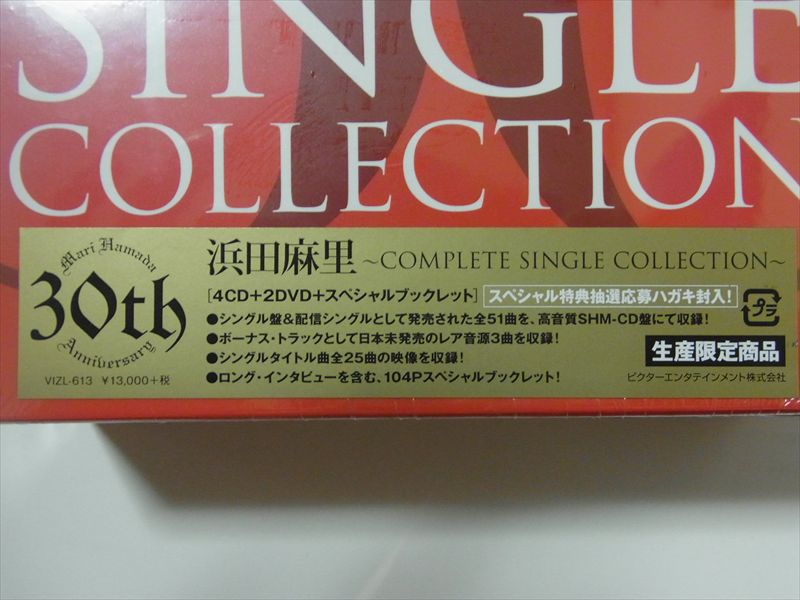 SINGLE
COLLECTION
Mari Hamada
30th
Anniversary
VIZL-613 ¥13,000+税
浜田麻里 ~COMPLETE SINGLE COLLECTION~
[4CD+2DVD+スペシャルブックレット] スペシャル特典抽選応募ハガキ封入!
●シングル盤&配信シングルとして発売された全51曲を、高音質SHM-CD盤にて収録!
●ボーナス・トラックとして日本未発売のレア音源3曲を収録!
●シングルタイトル曲全25曲の映像を収録!
●ロング・インタビューを含む、104Pスペシャルブックレット!
プラ
生産限定商品
ビクターエンタテインメント株式会社